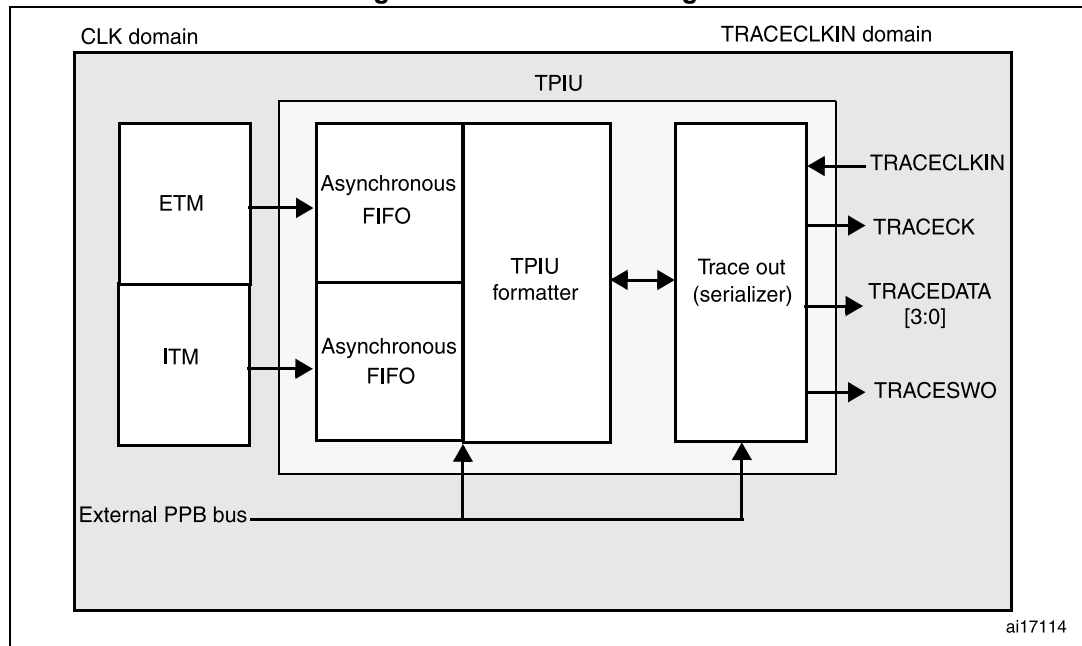 CLK domain
TRACECLKIN domain
TPIU
ETM
Asynchronous
FIFO
TPIU
formatter
Trace out
(serializer)
TRACECLKIN
TRACECK
TRACEDATA
[3:0]
ITM
Asynchronous
FIFO
TRACESWO
External PPB bus
ai17114